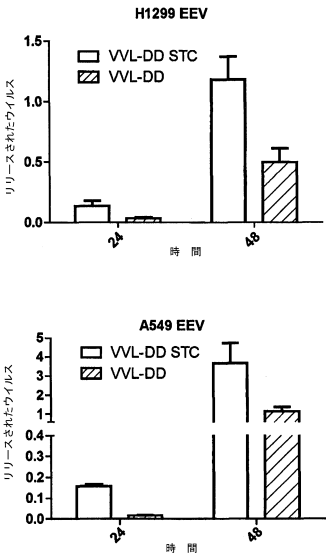 H1299 EEV
リリースされたウイルス
1.5
1.0
0.5
0.0
VVL-DD STC
VVL-DD
24
48
時 間
A549 EEV
リリースされたウイルス
5
4
3
2
1
0.4
0.3
0.2
0.1
0.0
VVL-DD STC
VVL-DD
24
48
時 間